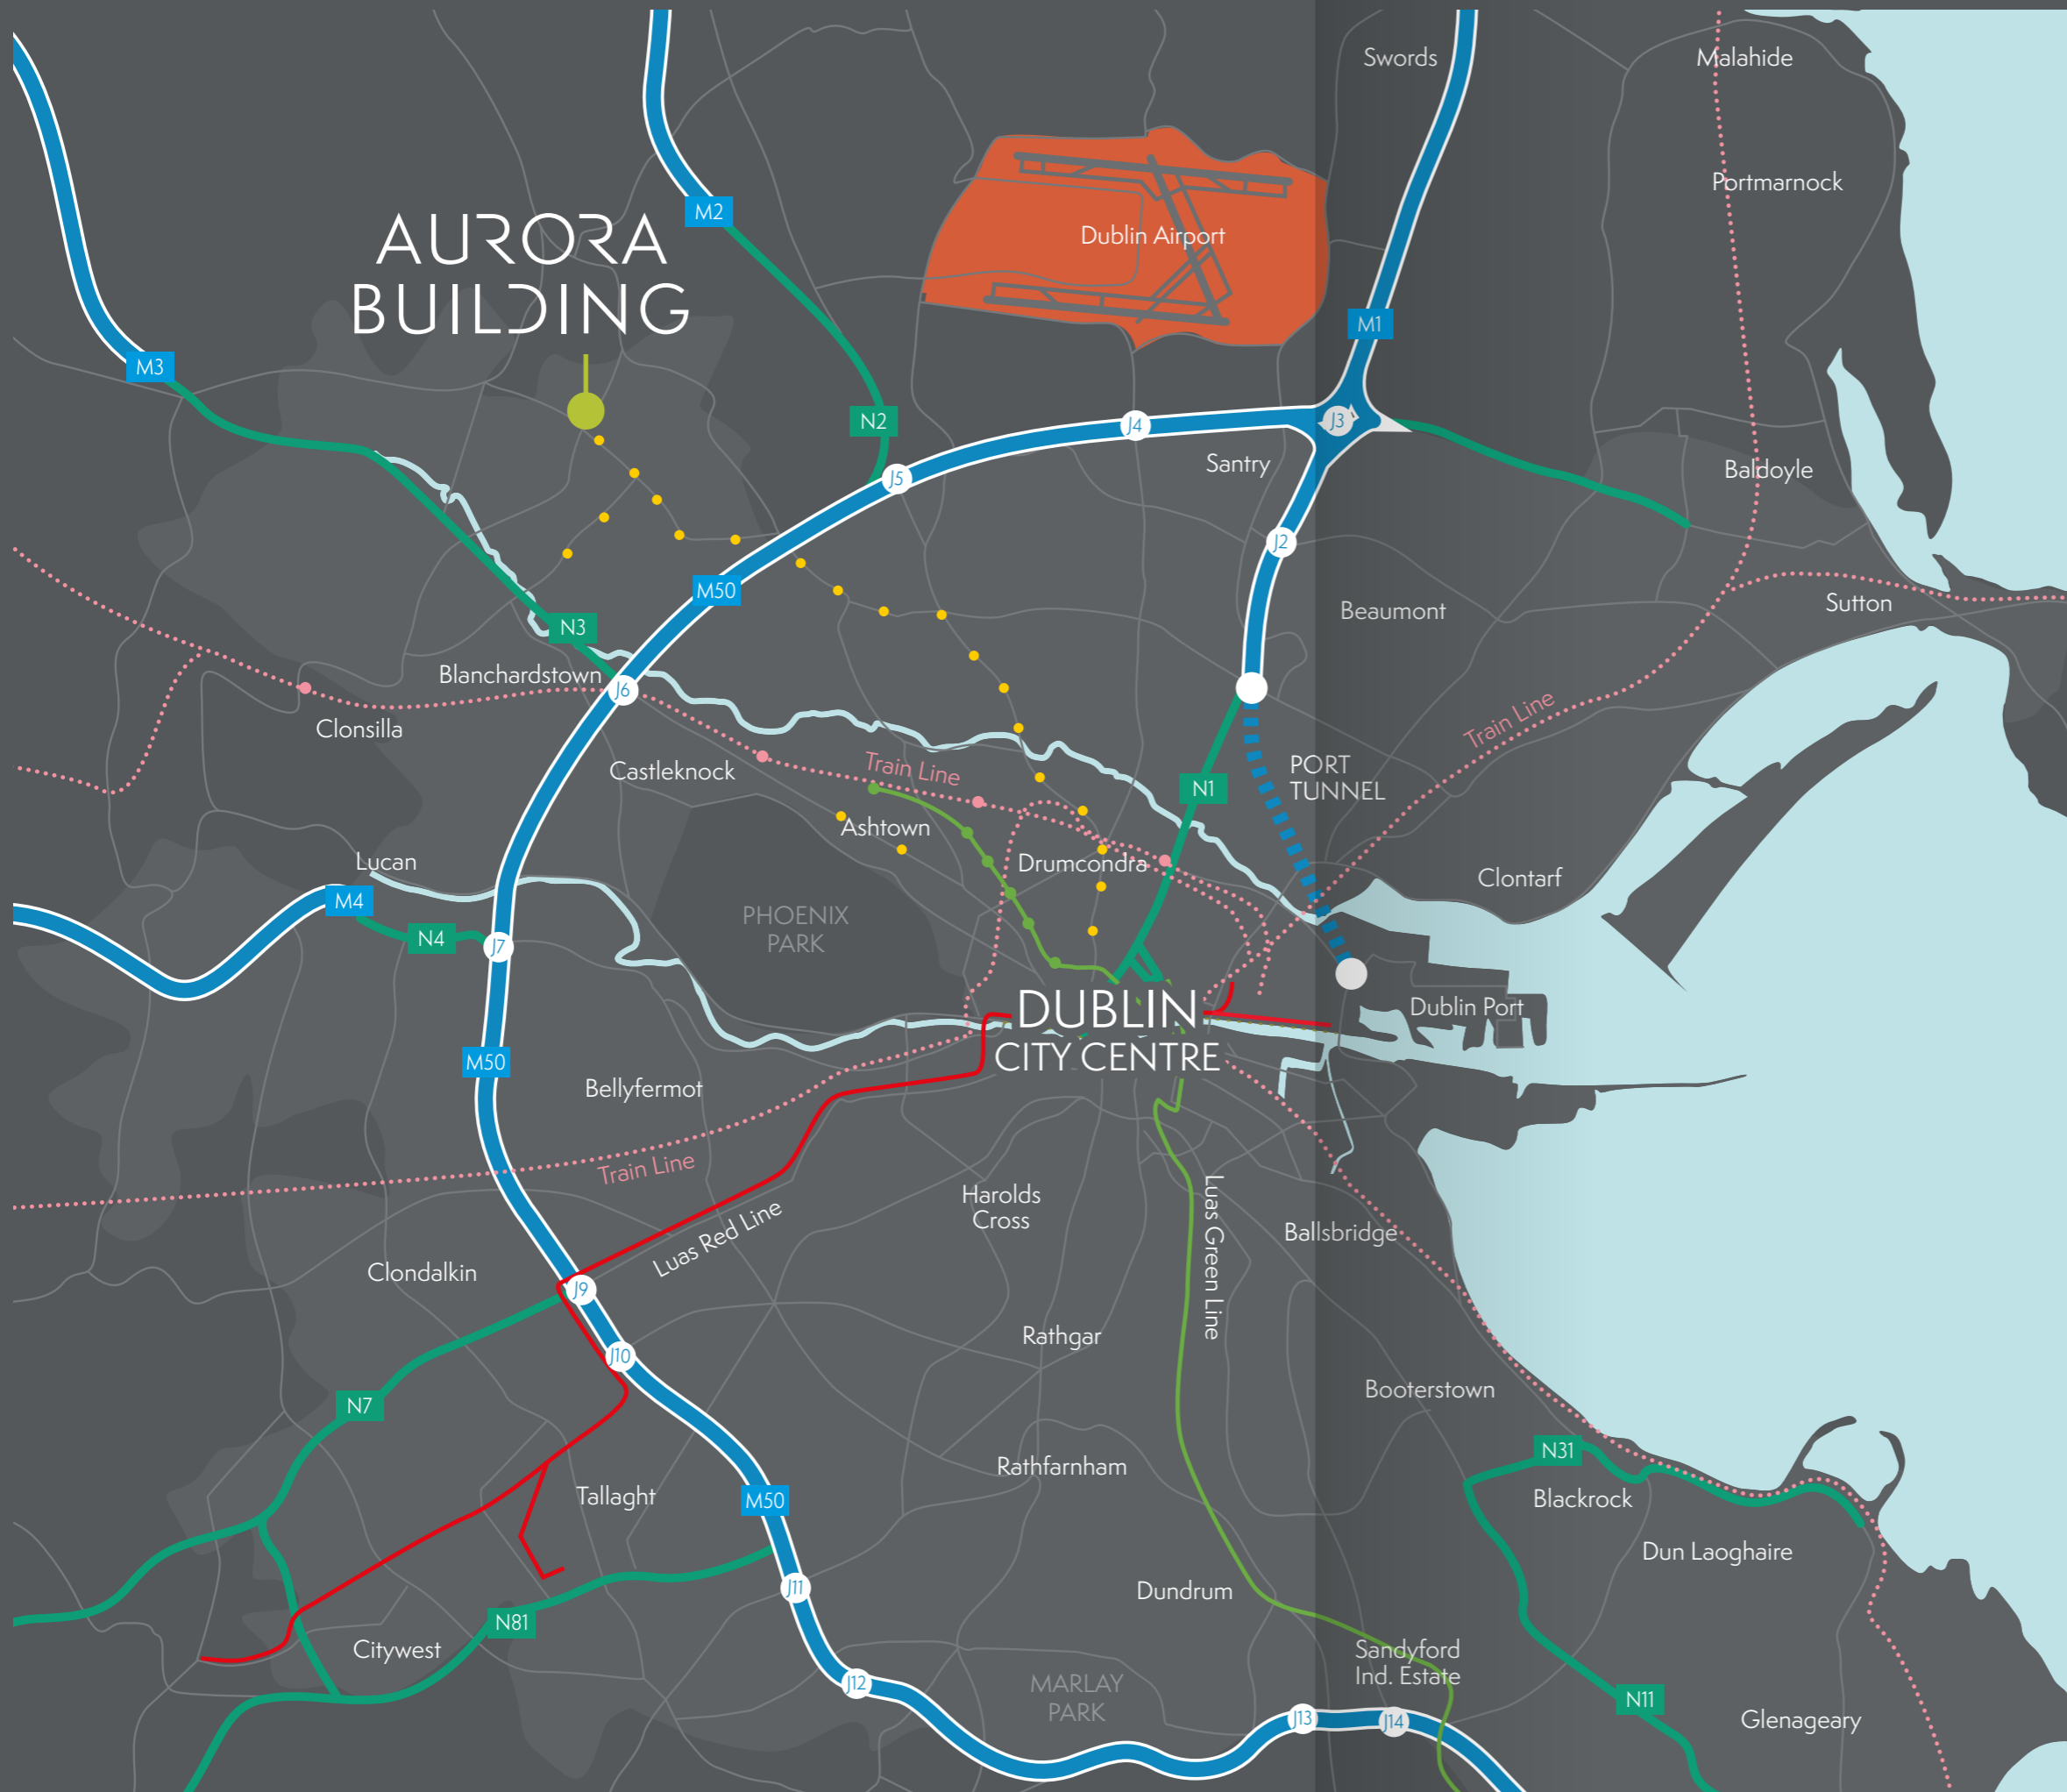 Swords
Malahide
Portmarnock
M2
AURORA
BUILDING
Dublin Airport
M1
M3
N2
J4
J3
Santry
Baldoyle
J5
J2
M50
Sutton
Beaumont
N3
Blanchardstown
J6
Clonsilla
Train Line
Castleknock
Train Line
PORT
TUNNEL
N1
Ashtown
Drumcondra
Lucan
Clontarf
M4
N4
PHOENIX
PARK
J7
DUBLIN
CITY CENTRE
Dublin Port
M50
Bellyfermot
Train Line
Harolds
Cross
Luas Green Line
Luas Red Line
Ballsbridge
Clondalkin
J9
Rathgar
J10
Booterstown
N7
N31
Rathfarnham
Blackrock
Tallaght
M50
Dun Laoghaire
J11
Dundrum
N81
Citywest
Sandyford
Ind. Estate
J12
MARLAY
PARK
N11
J13
J14
Glenageary